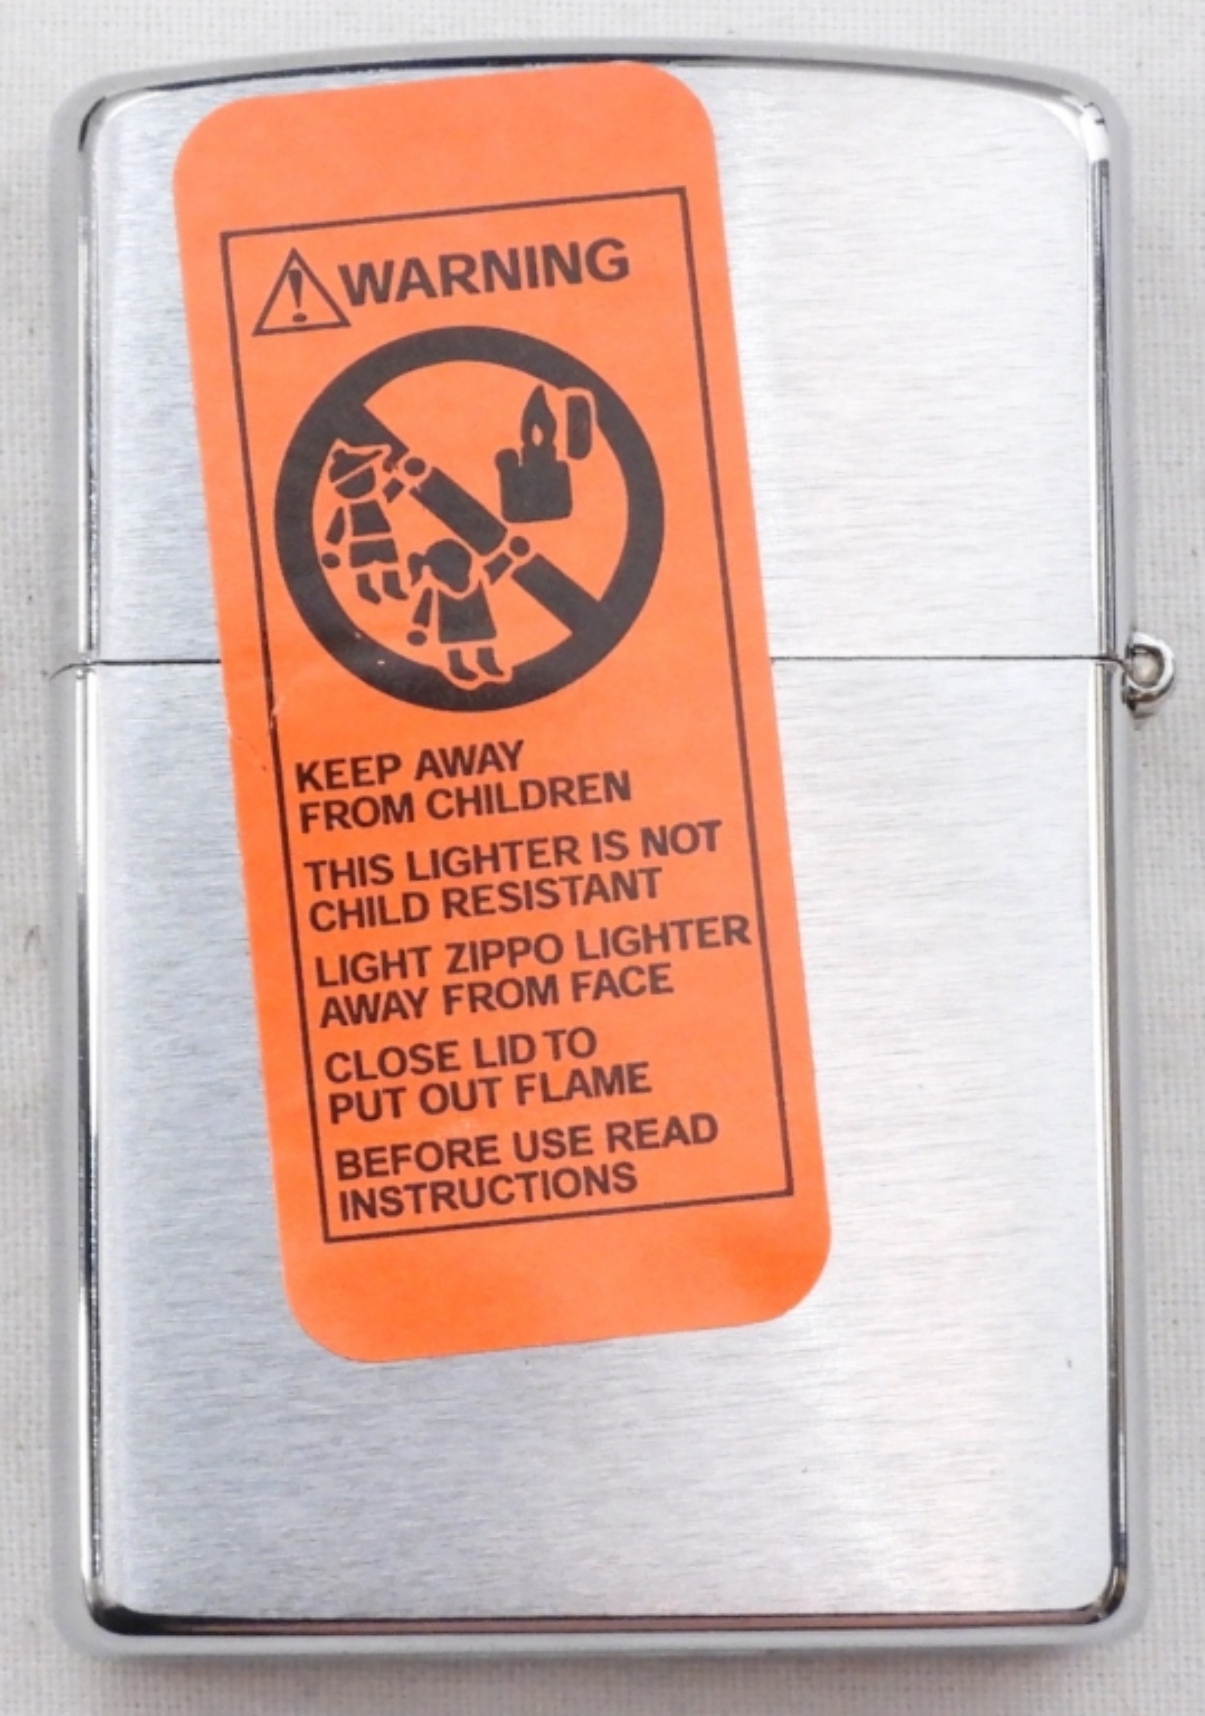 WARNING
KEEP AWAY
FROM CHILDREN
THIS LIGHTER IS NOT
CHILD RESISTANT
LIGHT ZIPPO LIGHTER
AWAY FROM FACE
CLOSE LID TO
PUT OUT FLAME
BEFORE USE READ
INSTRUCTIONS